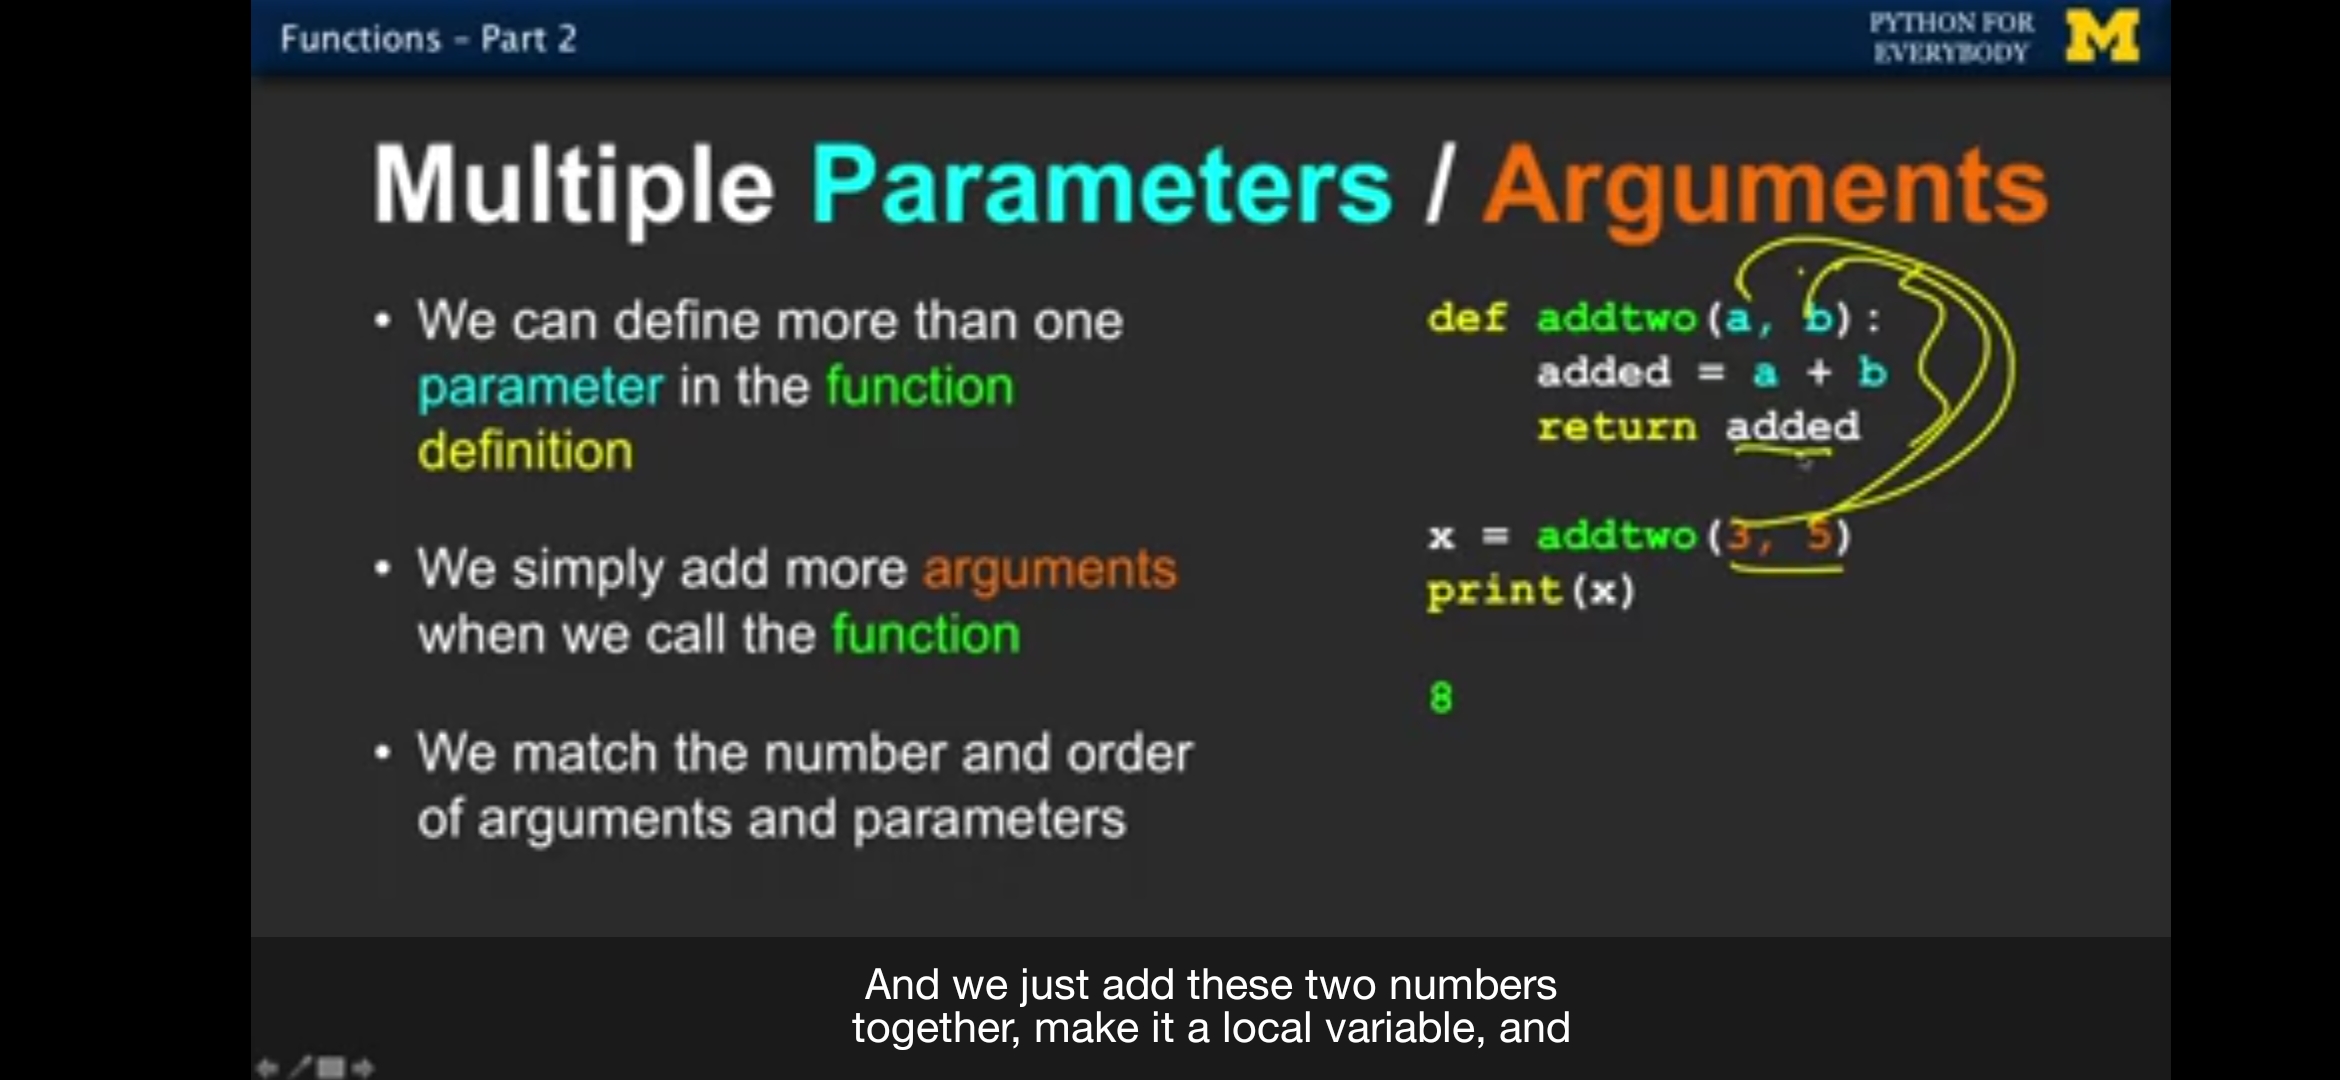 Functions - Part 2
PYTHON FOR
EVERYBODY
M
Multiple Parameters / Arguments
• We can define more than one
parameter in the function
definition
• We simply add more arguments
when we call the function
• We match the number and order
of arguments and parameters
def addtwo(a, b):
    added = a + b
    return added
x = addtwo(3, 5)
print(x)
8
And we just add these two numbers
together, make it a local variable, and